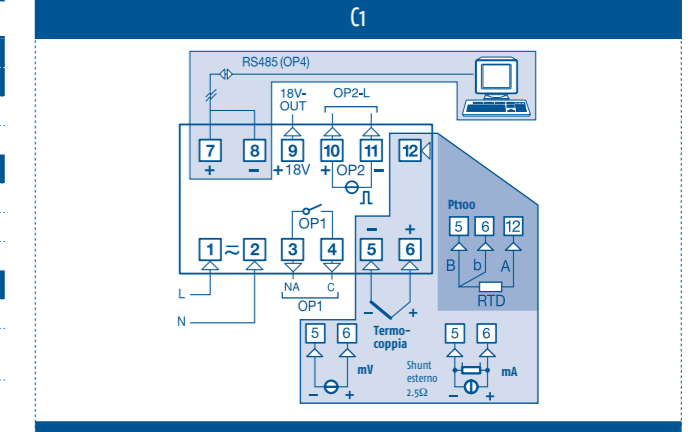 C1
RS485 (OP4)
18V-
OUT
OP2-L
7 8 9 10 11 12
+ - +18V + OP2 -
OP1
Pt100
5 6 12
B b A
RTD
- +
1 ≂ 2 3 4 5 6
L
N
NA C
OP1
- +
Termo-
coppia
5 6
mV
- +
Shunt
esterno
2.5Ω
5 6
mA
- +